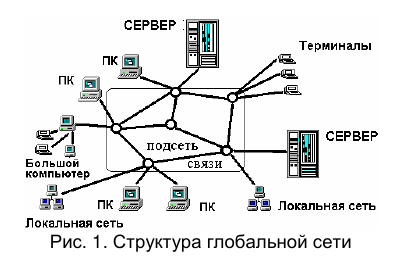 СЕРВЕР
Терминалы
ПК
ПК
СЕРВЕР
подсеть
связи
Большой
компьютер
ПК
ПК
Локальная сеть
Локальная сеть
Рис. 1. Структура глобальной сети